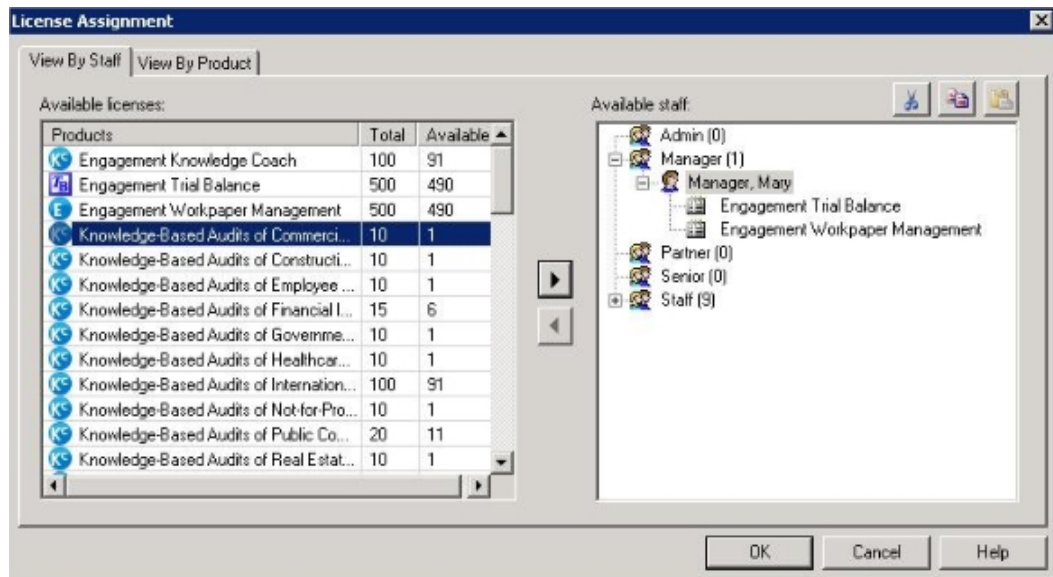 License Assignment
View By Staff View By Product
Available licenses:
Products Total Available
Engagement Knowledge Coach 100 91
Engagement Trial Balance 500 490
Engagement Workpaper Management 500 490
Knowledge-Based Audits of Commerci... 10 1
Knowledge-Based Audits of Constructi... 10 1
Knowledge-Based Audits of Employee ... 10 1
Knowledge-Based Audits of Financial I... 15 6
Knowledge-Based Audits of Governme... 10 1
Knowledge-Based Audits of Healthcar... 10 1
Knowledge-Based Audits of Internation... 100 91
Knowledge-Based Audits of Not-for-Pro... 10 1
Knowledge-Based Audits of Public Co... 20 11
Knowledge-Based Audits of Real Estat... 10 1
Available staff:
Admin (0)
Manager (1)
Manager, Mary
Engagement Trial Balance
Engagement Workpaper Management
Partner (0)
Senior (0)
Staff (9)
OK Cancel Help